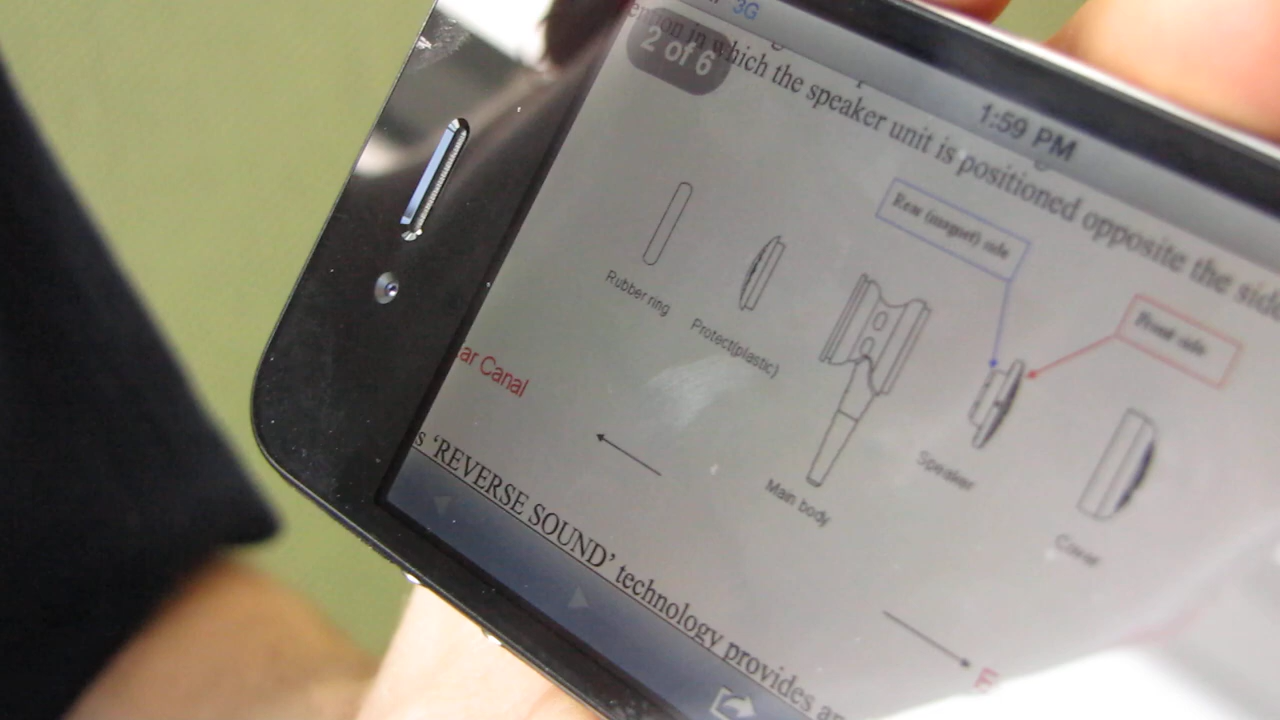 3G
1:59 PM
2 of 6
in which the speaker unit is positioned opposite the side
Rear (magnet) side
Front side
Rubber ring
Protect(plastic)
Main body
Speaker
Cover
ar Canal
s ‘REVERSE SOUND’ technology provides an